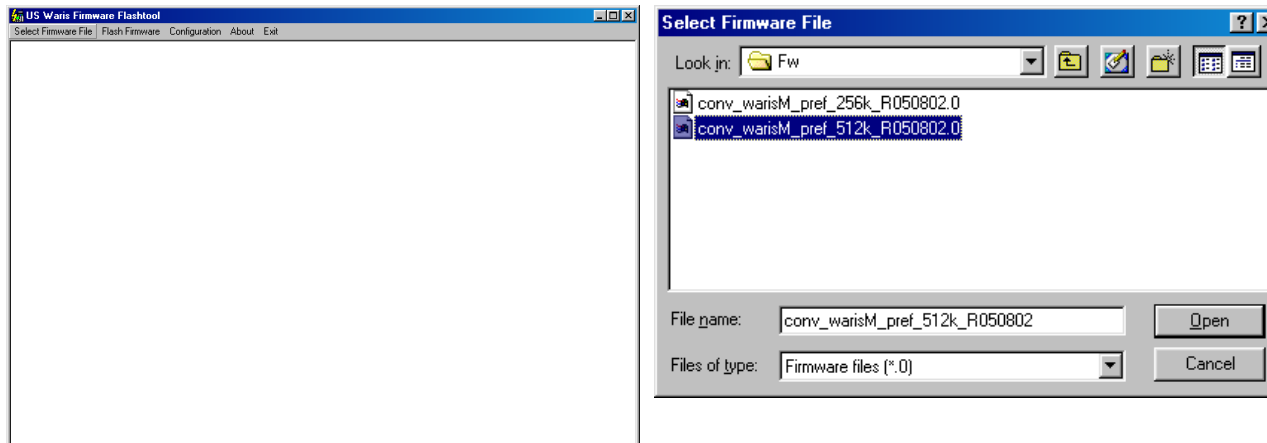 US Waris Firmware Flashtool
Select Firmware File Flash Firmware Configuration About Exit
Select Firmware File
Look in: Fw
conv_warisM_pref_256k_R050802.0
conv_warisM_pref_512k_R050802.0
File name: conv_warisM_pref_512k_R050802 Open
Files of type: Firmware files (*.0) Cancel